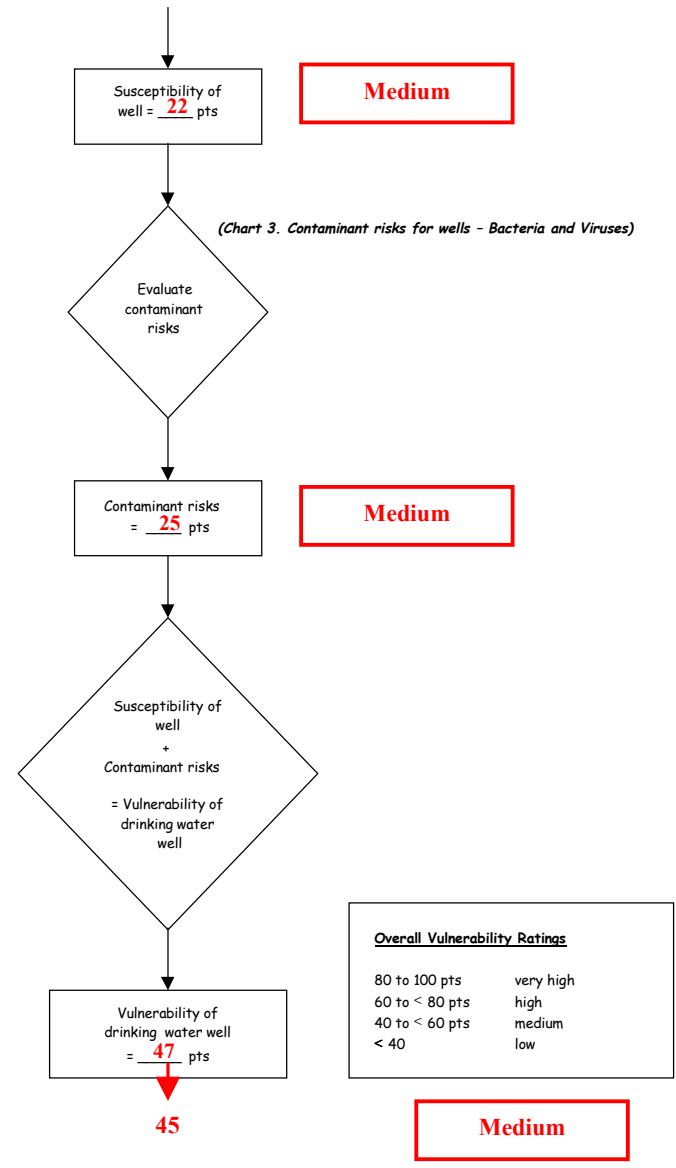 Susceptibility of
well = 22 pts
Medium
(Chart 3. Contaminant risks for wells – Bacteria and Viruses)
Evaluate
contaminant
risks
Contaminant risks
= 25 pts
Medium
Susceptibility of
well
+
Contaminant risks
= Vulnerability of
drinking water
well
Vulnerability of
drinking water well
= 47 pts
45
Overall Vulnerability Ratings
80 to 100 pts very high
60 to < 80 pts high
40 to < 60 pts medium
< 40 low
Medium